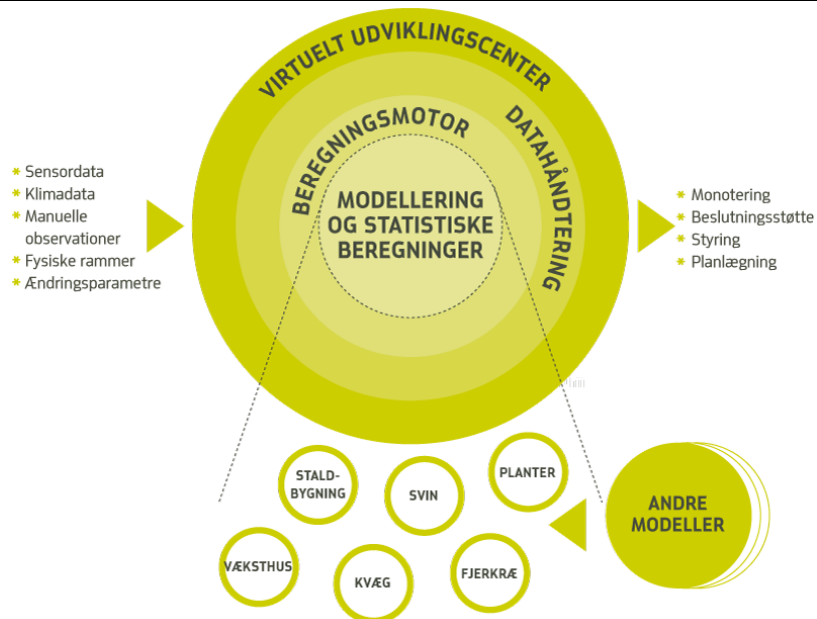 VIRTUELT UDVIKLINGSCENTER
DATAHÅNDTERING
BEREGNINGSMOTOR
MODELLERING
OG STATISTISKE
BEREGNINGER
* Sensordata
* Klimadata
* Manuelle
observationer
* Fysiske rammer
* Ændringsparametre
* Monotering
* Beslutningsstøtte
* Styring
* Planlægning
STALD-
BYGNING
SVIN
PLANTER
VÆKSTHUS
KVÆG
FJERKRÆ
ANDRE
MODELLER